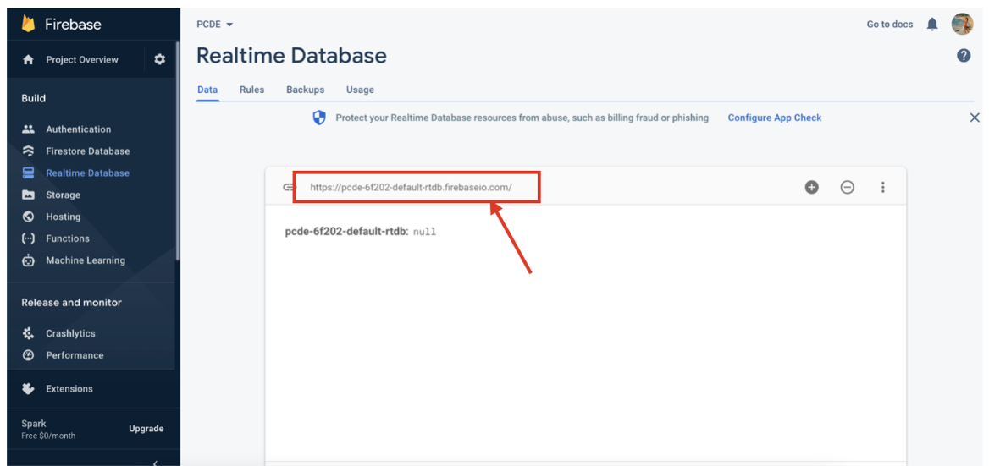 Firebase
PCDE
Go to docs
Project Overview
Realtime Database
Data Rules Backups Usage
Build
Protect your Realtime Database resources from abuse, such as billing fraud or phishing Configure App Check
Authentication
Firestore Database
Realtime Database
Storage
Hosting
Functions
Machine Learning
https://pcde-6f202-default-rtdb.firebaseio.com/
pcde-6f202-default-rtdb: null
Release and monitor
Crashlytics
Performance
Extensions
Spark
Free $0/month
Upgrade